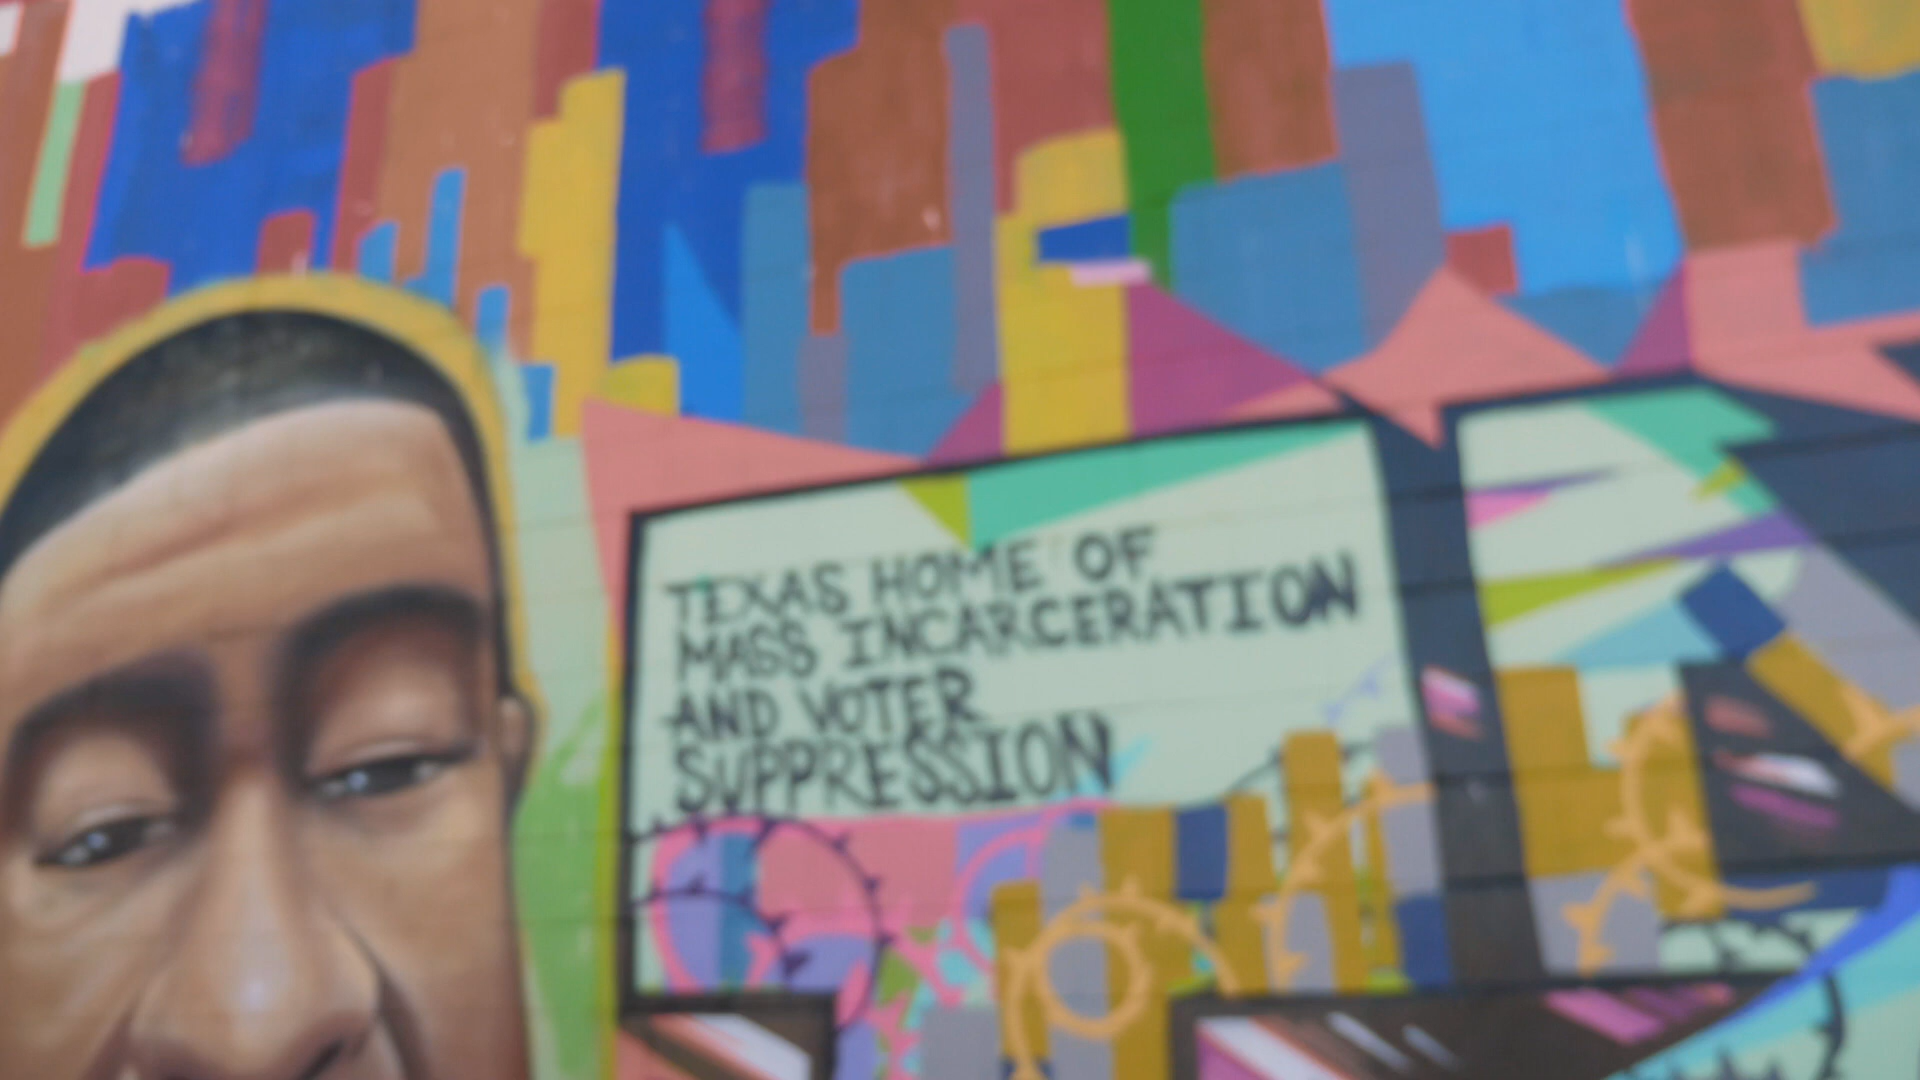 TEXAS HOME OF
MASS INCARCERATION
AND VOTER
SUPPRESSION